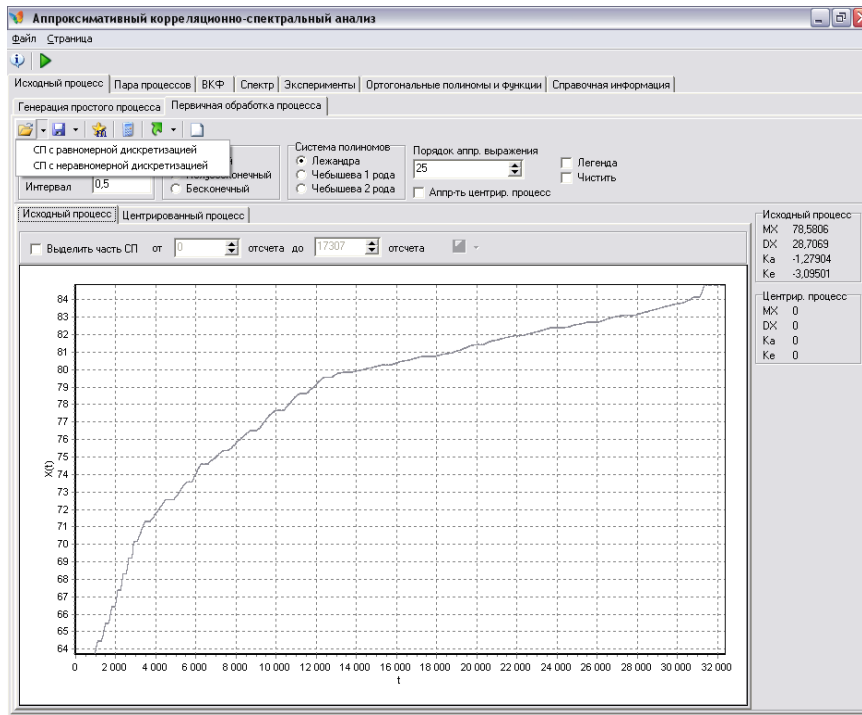 Аппроксимативный корреляционно-спектральный анализ
Файл Страница
Исходный процесс Пара процессов ВКФ Спектр Эксперименты Ортогональные полиномы и функции Справочная информация
Генерация простого процесса Первичная обработка процесса
СП с равномерной дискретизацией
СП с неравномерной дискретизацией
Интервал 0,5
Бесконечный
Система полиномов
Лежандра
Чебышева 1 рода
Чебышева 2 рода
Порядок аппр. выражения
25
Аппр-ть центрир. процесс
Легенда
Чистить
Исходный процесс Центрированный процесс
Выделить часть СП от 0 отсчета до 17307 отсчета
84
83
82
81
80
79
78
77
76
75
74
73
72
71
70
69
68
67
66
65
64
X(t)
0 2 000 4 000 6 000 8 000 10 000 12 000 14 000 16 000 18 000 20 000 22 000 24 000 26 000 28 000 30 000 32 000
t
Исходный процесс
MX 78,5806
DX 28,7069
Ka -1,27904
Ke -3,09501
Центрир. процесс
MX 0
DX 0
Ka 0
Ke 0